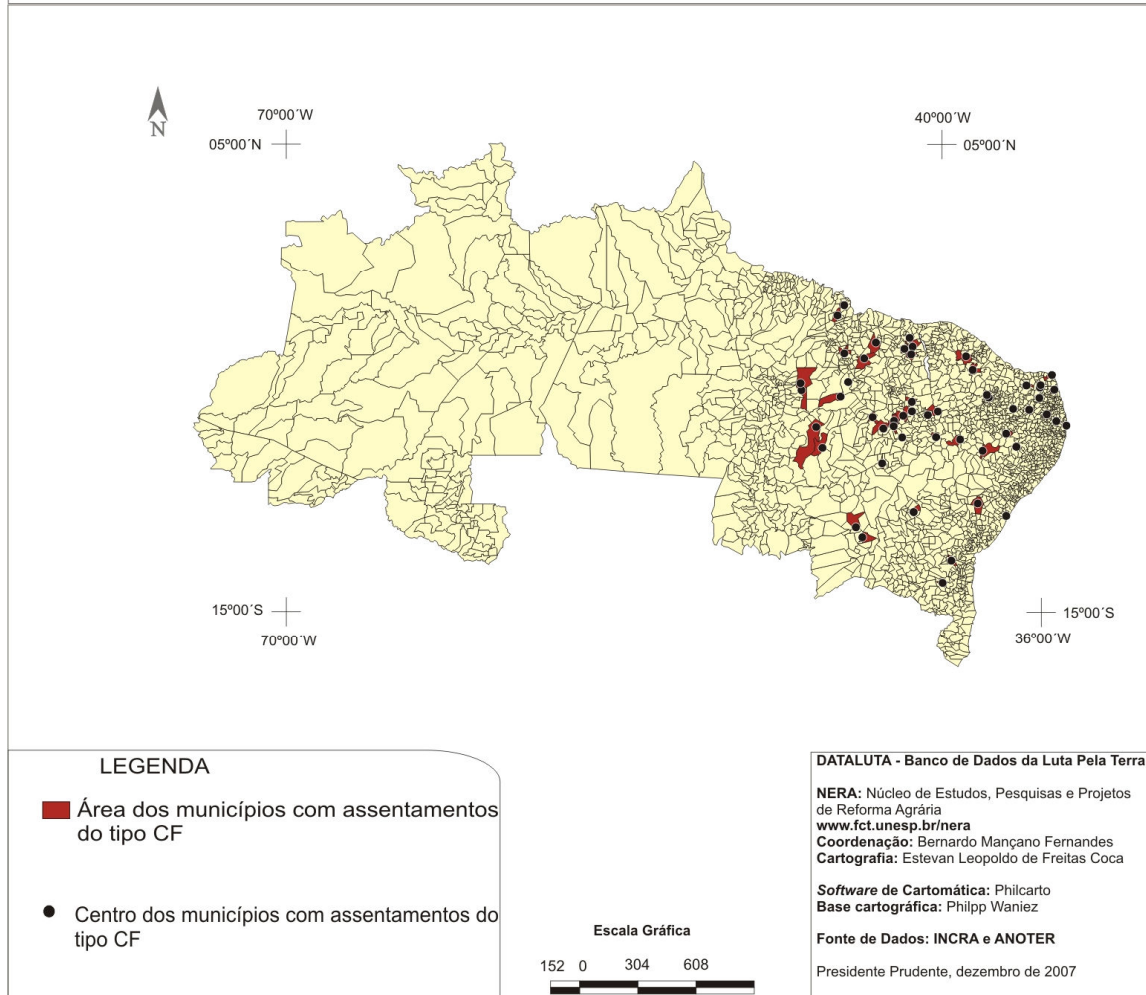 70º00´W
40º00´W
N
05º00´N
05º00´N
15º00´S
15º00´S
70º00´W
36º00´W
LEGENDA
Área dos municípios com assentamentos
do tipo CF
Centro dos municípios com assentamentos do
tipo CF
Escala Gráfica
152 0 304 608
DATALUTA - Banco de Dados da Luta Pela Terra
NERA: Núcleo de Estudos, Pesquisas e Projetos
de Reforma Agrária
www.fct.unesp.br/nera
Coordenação: Bernardo Mançano Fernandes
Cartografia: Estevan Leopoldo de Freitas Coca
Software de Cartomática: Philcarto
Base cartográfica: Philpp Waniez
Fonte de Dados: INCRA e ANOTER
Presidente Prudente, dezembro de 2007